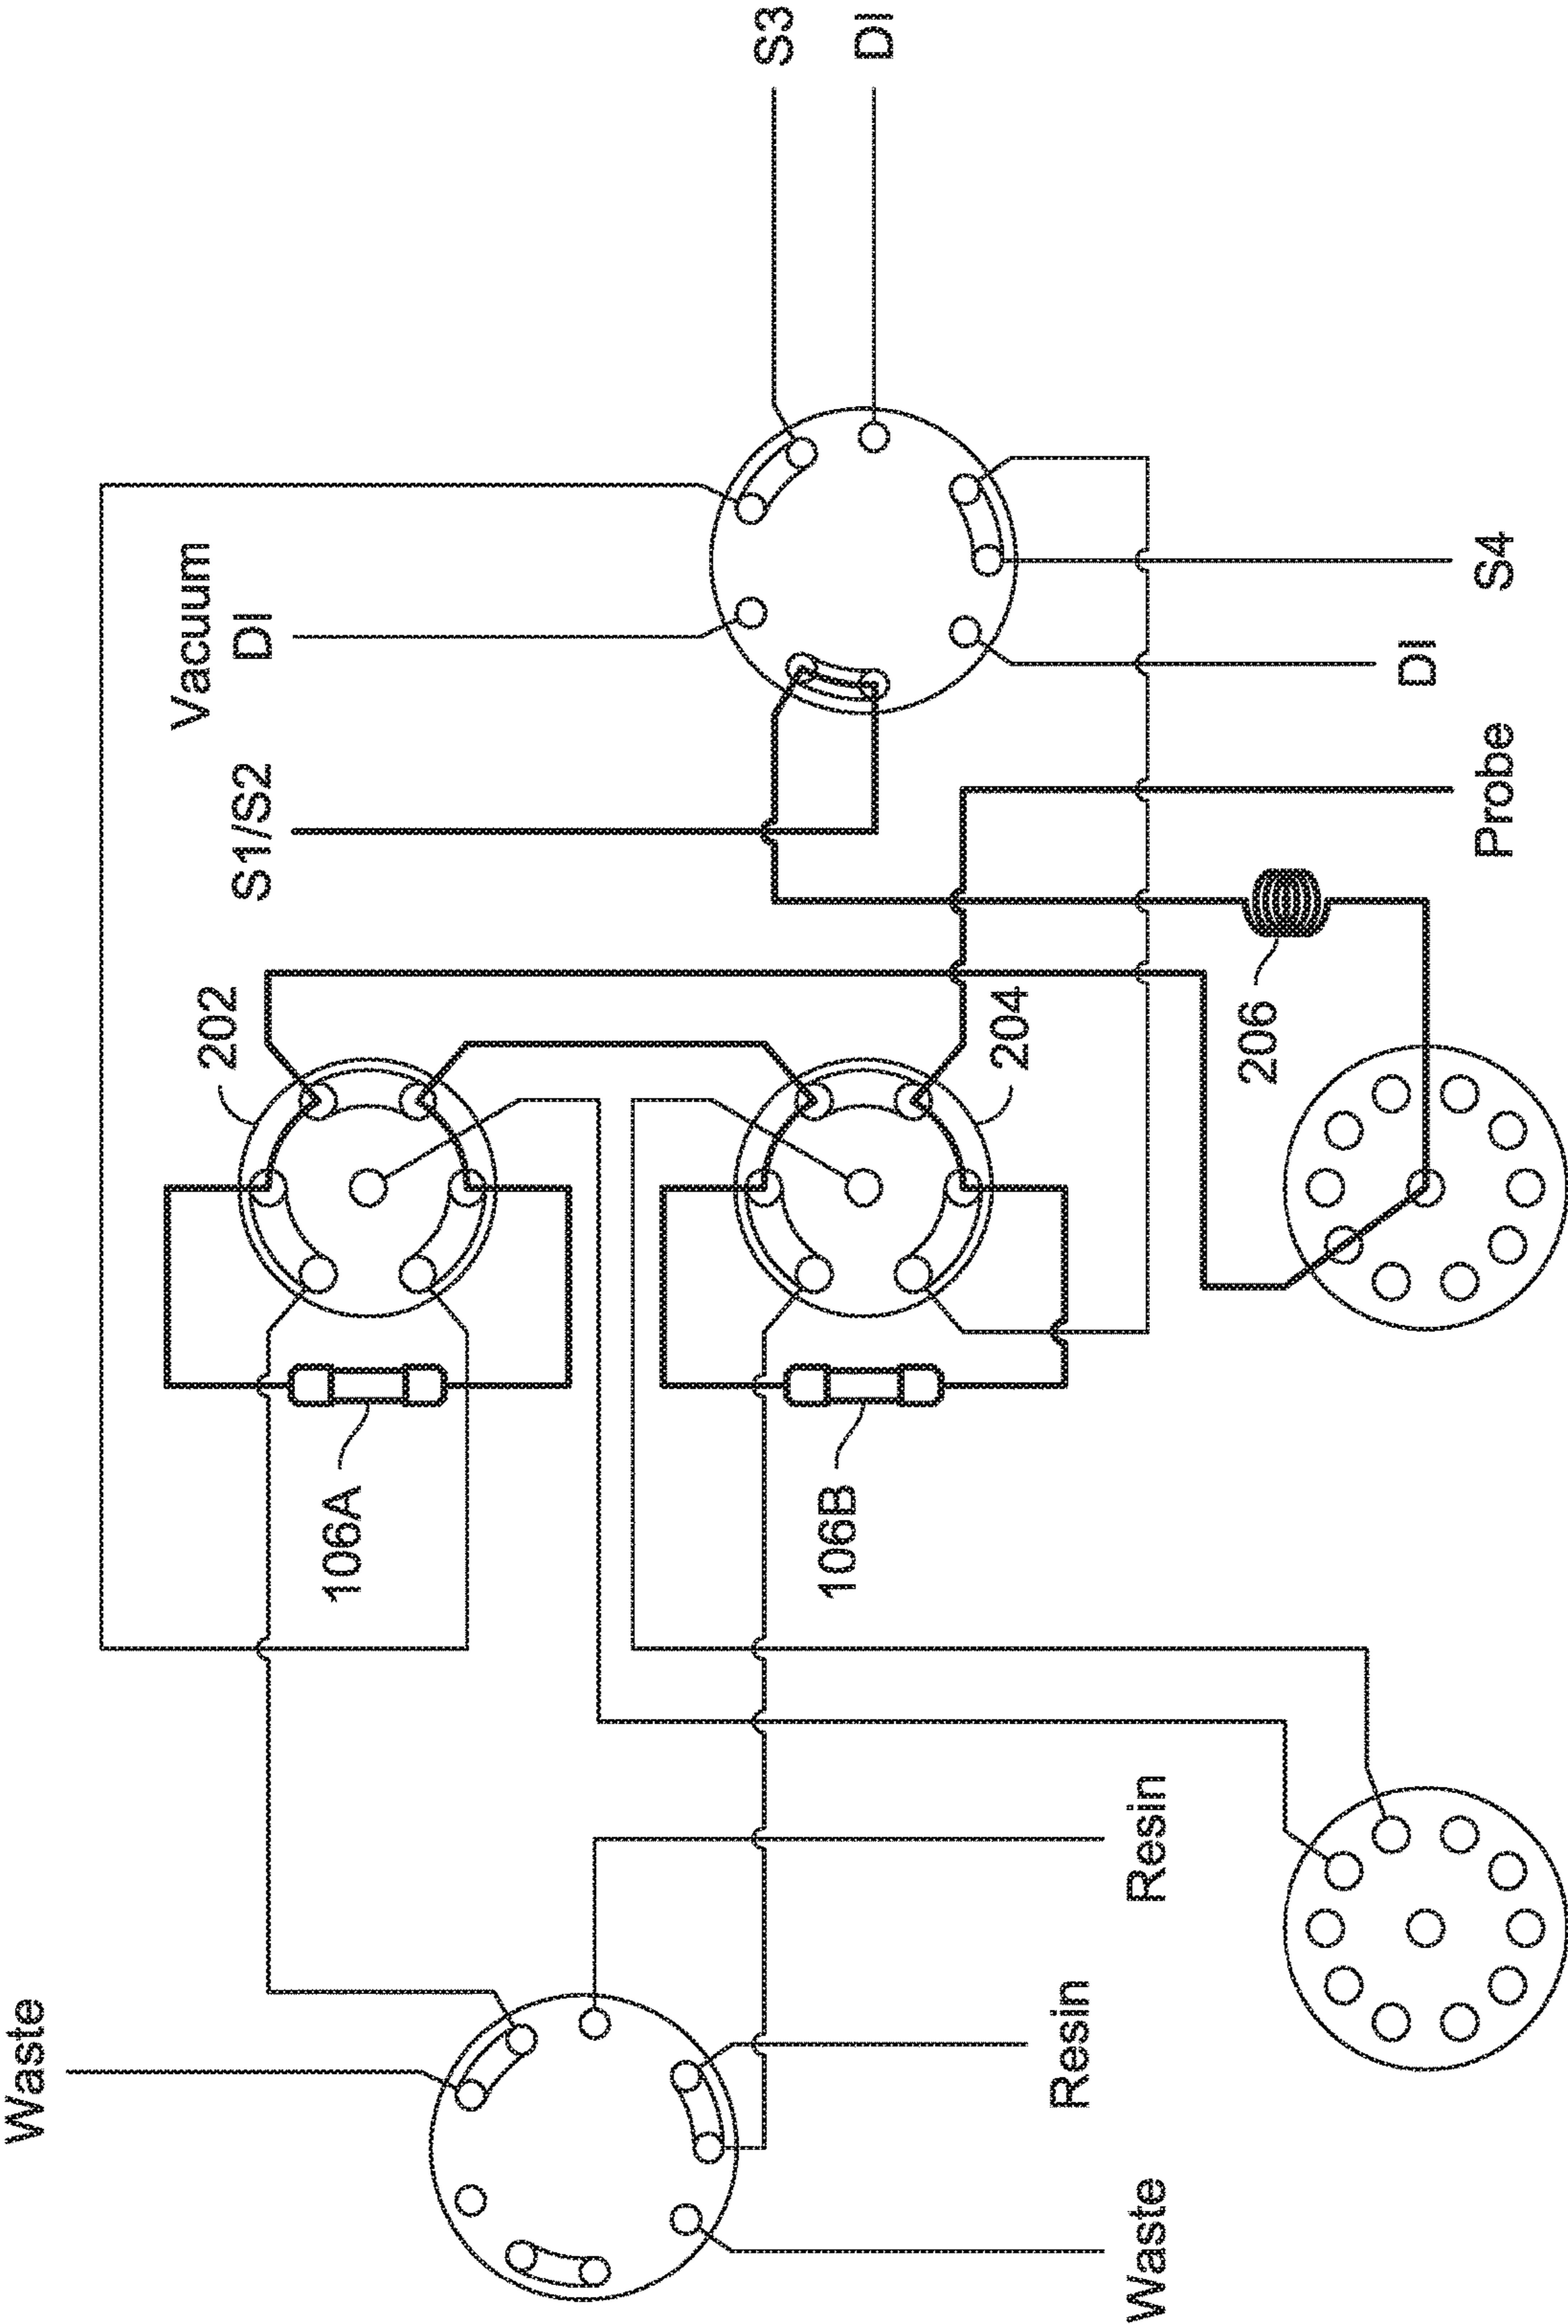 Waste
Vacuum
202
S1/S2
DI
106A
S3
106B
DI
204
Resin
Waste
Resin
206
DI
Probe
S4